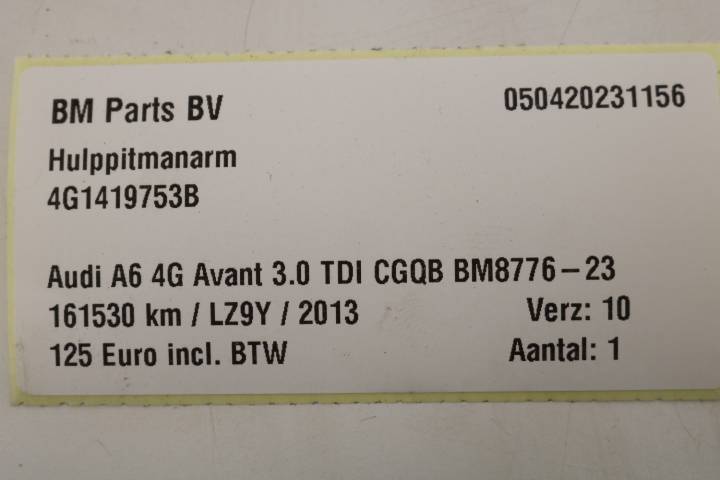 BM Parts BV 050420231156
Hulppitmanarm
4G1419753B
Audi A6 4G Avant 3.0 TDI CGQB BM8776-23
161530 km / LZ9Y / 2013 Verz: 10
125 Euro incl. BTW Aantal: 1